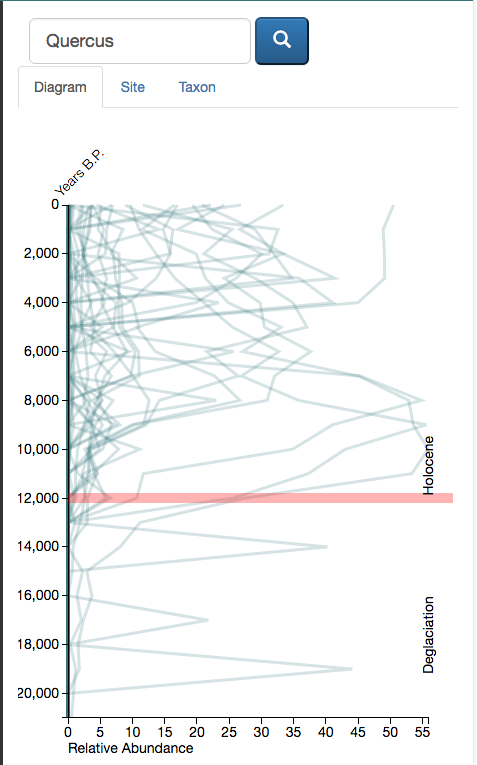 Quercus
Diagram Site Taxon
Years B.P.
0
2,000
4,000
6,000
8,000
10,000
12,000
14,000
16,000
18,000
20,000
Holocene
Deglaciation
0 5 10 15 20 25 30 35 40 45 50 55
Relative Abundance